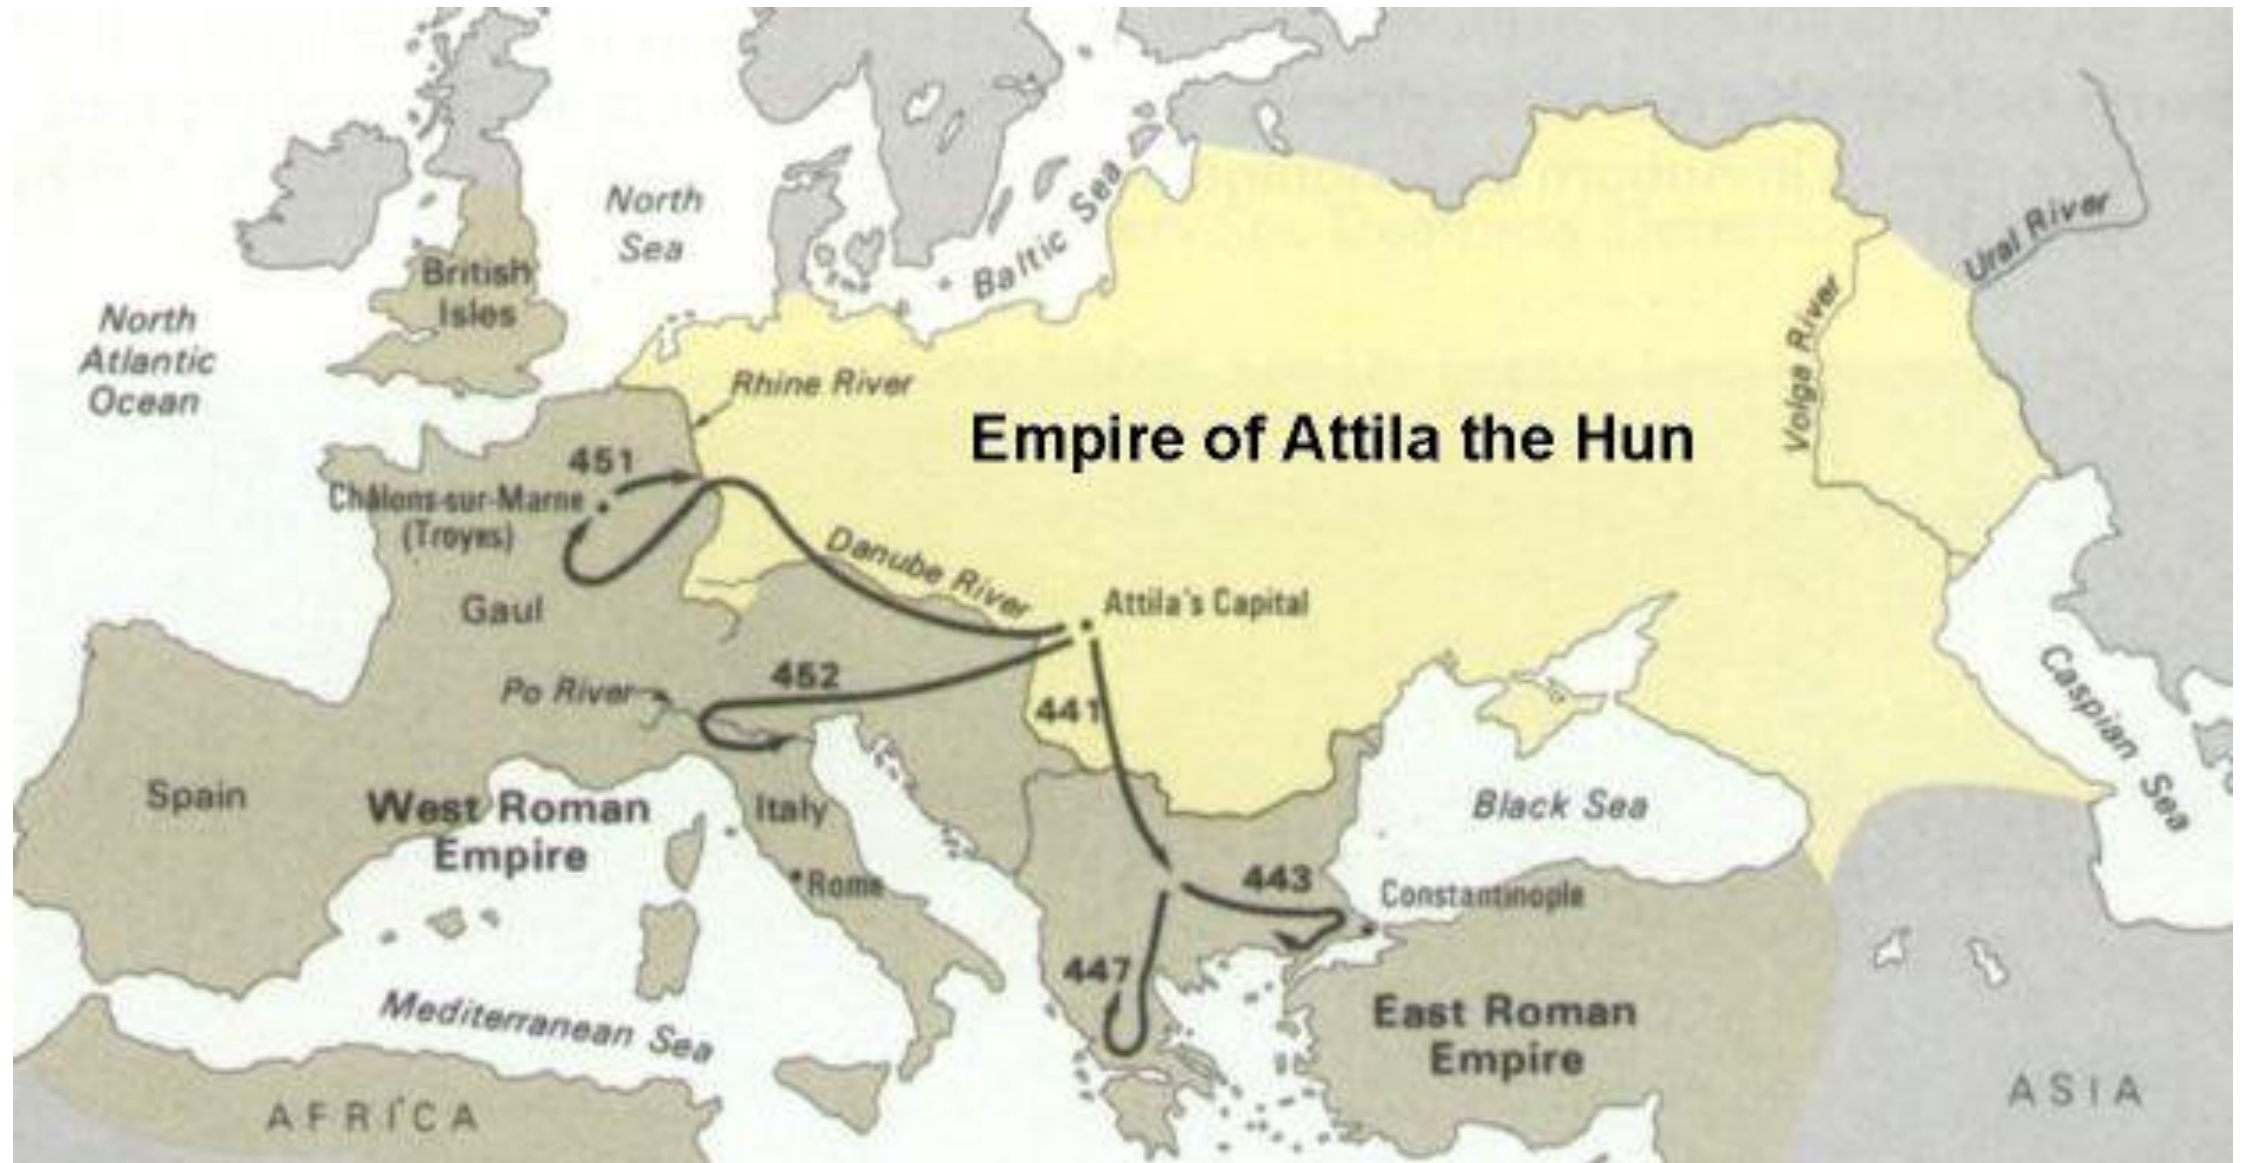 North
Sea
Baltic Sea
Ural River
British
Isles
North
Atlantic
Ocean
Volga River
Rhine River
Empire of Attila the Hun
451
Châlons-sur-Marne
(Troyes)
Danube River
Attila's Capital
Gaul
452
Po River
441
Caspian Sea
Spain
West Roman
Empire
Italy
Black Sea
Rome
443
Constantinople
447
Mediterranean Sea
East Roman
Empire
AFRICA
ASIA